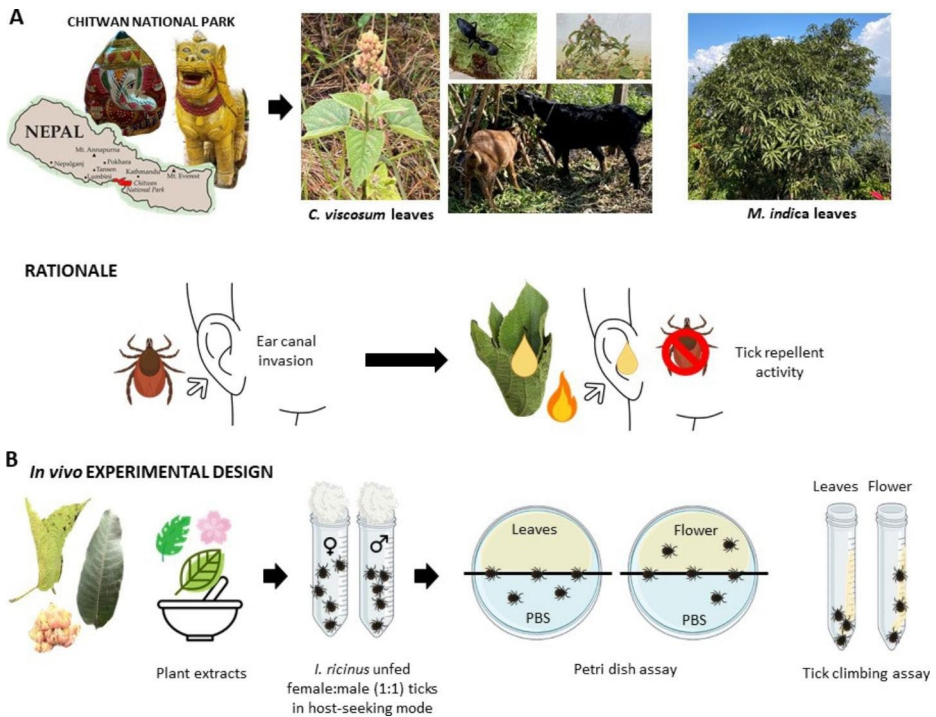 A
CHITWAN NATIONAL PARK
NEPAL
Mt. Annapurna
Nepalganj
Pokhara
Tansen
Kathmandu
Lumbini
Mt. Everest
Chitwan
National Park
C. viscosum leaves
M. indica leaves
RATIONALE
Ear canal
invasion
Tick repellent
activity
B
In vivo EXPERIMENTAL DESIGN
Leaves Flower
♀ ♂
Leaves
PBS
Flower
PBS
Plant extracts
I. ricinus unfed
female:male (1:1) ticks
in host-seeking mode
Petri dish assay
Tick climbing assay